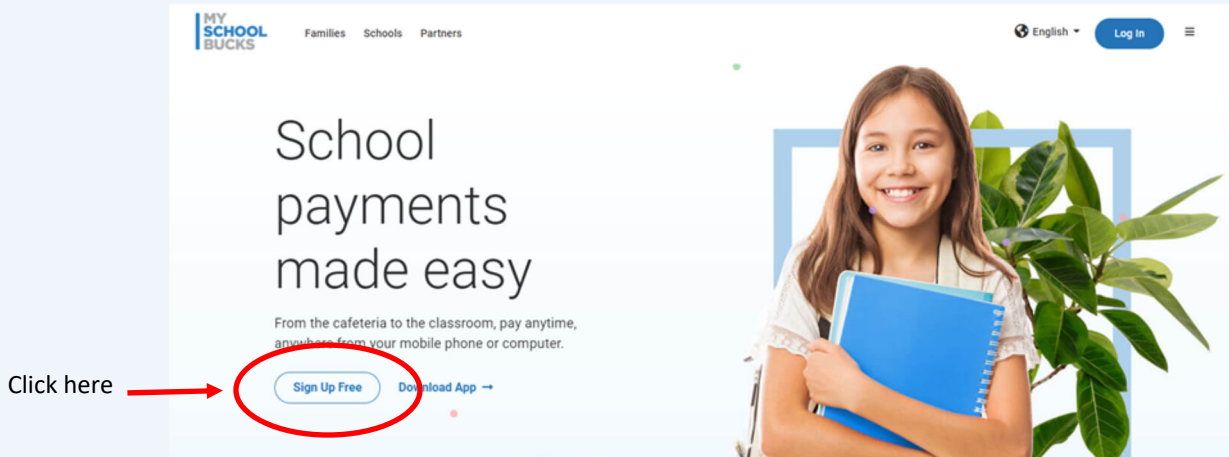 MY
SCHOOL
BUCKS
Families Schools Partners
English
Log In
School
payments
made easy
From the cafeteria to the classroom, pay anytime,
anywhere from your mobile phone or computer.
Click here
Sign Up Free
Download App →